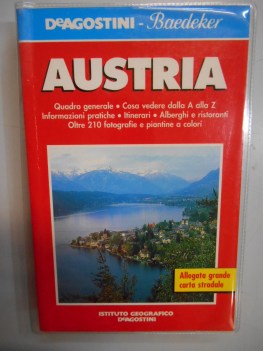 DeAGOSTINI - Baedeker
AUSTRIA
Quadro generale • Cosa vedere dalla A alla Z
Informazioni pratiche • Itinerari • Alberghi e ristoranti
Oltre 210 fotografie e piantine a colori
Allegata grande
carta stradale
ISTITUTO GEOGRAFICO
DeAGOSTINI